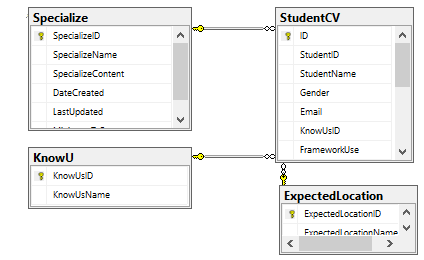 Specialize
SpecializeID
SpecializeName
SpecializeContent
DateCreated
LastUpdated
StudentCV
ID
StudentID
StudentName
Gender
Email
KnowUsID
FrameworkUse
KnowU
KnowUsID
KnowUsName
ExpectedLocation
ExpectedLocationID
ExpectedLocationName